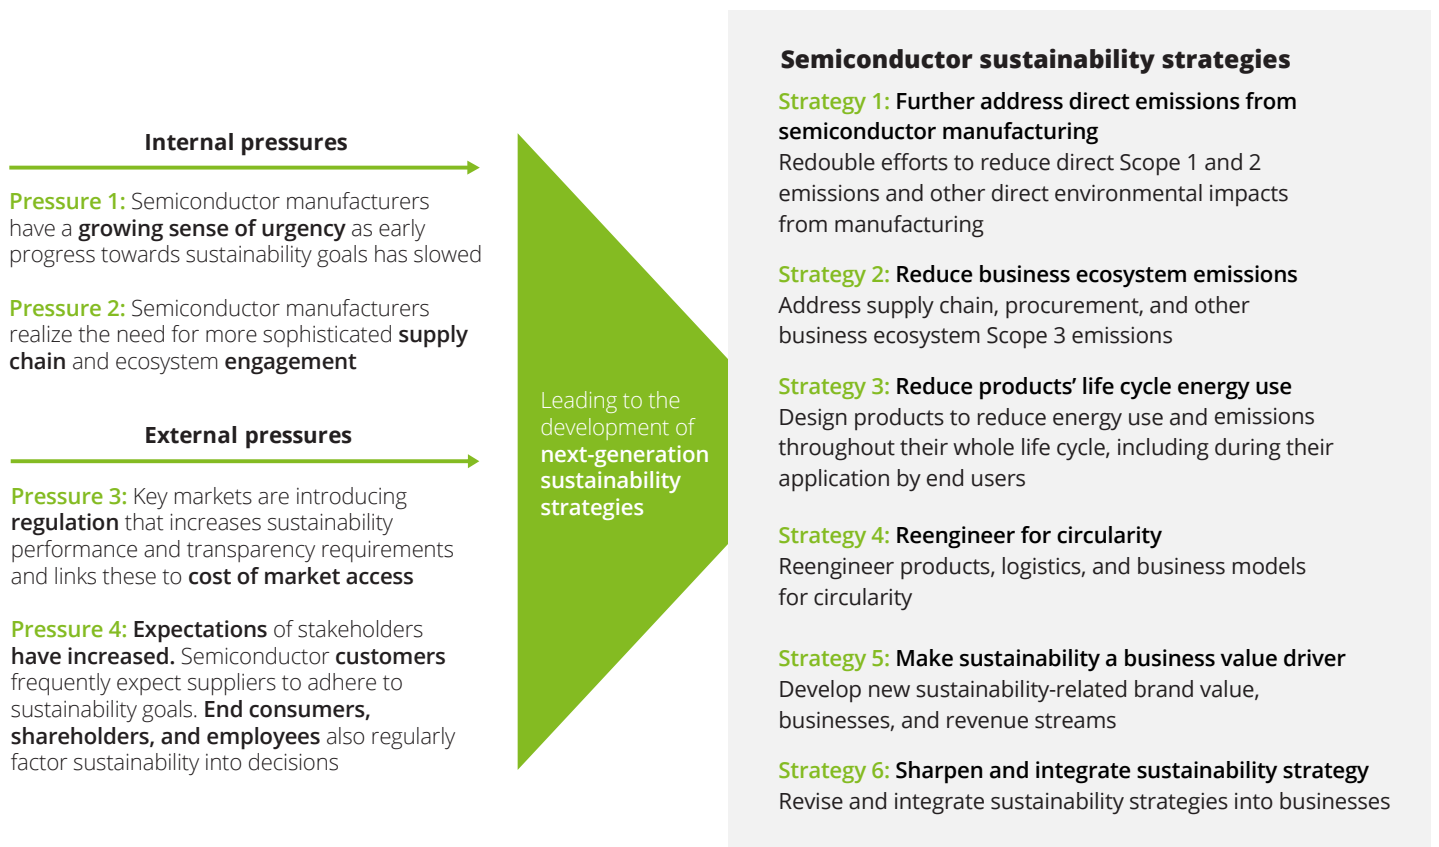 Internal pressures
Pressure 1: Semiconductor manufacturers
have a growing sense of urgency as early
progress towards sustainability goals has slowed
Pressure 2: Semiconductor manufacturers
realize the need for more sophisticated supply
chain and ecosystem engagement
External pressures
Pressure 3: Key markets are introducing
regulation that increases sustainability
performance and transparency requirements
and links these to cost of market access
Pressure 4: Expectations of stakeholders
have increased. Semiconductor customers
frequently expect suppliers to adhere to
sustainability goals. End consumers,
shareholders, and employees also regularly
factor sustainability into decisions
Leading to the
development of
next-generation
sustainability
strategies
Semiconductor sustainability strategies
Strategy 1: Further address direct emissions from
semiconductor manufacturing
Redouble efforts to reduce direct Scope 1 and 2
emissions and other direct environmental impacts
from manufacturing
Strategy 2: Reduce business ecosystem emissions
Address supply chain, procurement, and other
business ecosystem Scope 3 emissions
Strategy 3: Reduce products’ life cycle energy use
Design products to reduce energy use and emissions
throughout their whole life cycle, including during their
application by end users
Strategy 4: Reengineer for circularity
Reengineer products, logistics, and business models
for circularity
Strategy 5: Make sustainability a business value driver
Develop new sustainability-related brand value,
businesses, and revenue streams
Strategy 6: Sharpen and integrate sustainability strategy
Revise and integrate sustainability strategies into businesses